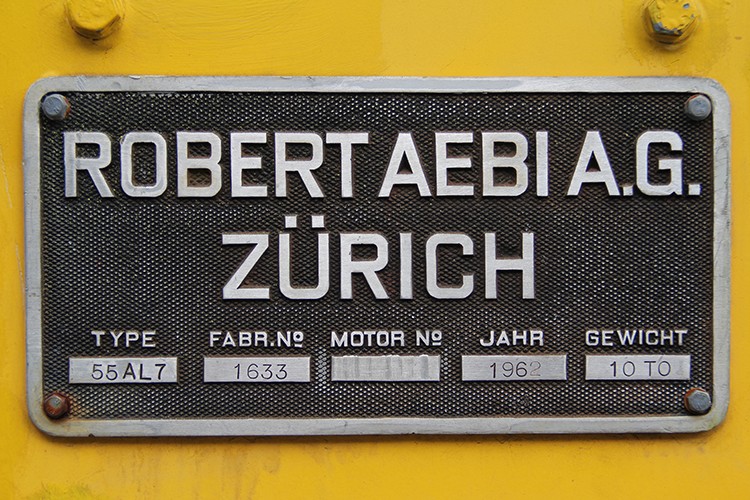 ROBERT AEBI A.G.
ZÜRICH
TYPE FABR.Nº MOTOR Nº JAHR GEWICHT
55AL7 1633 1962 10 TO